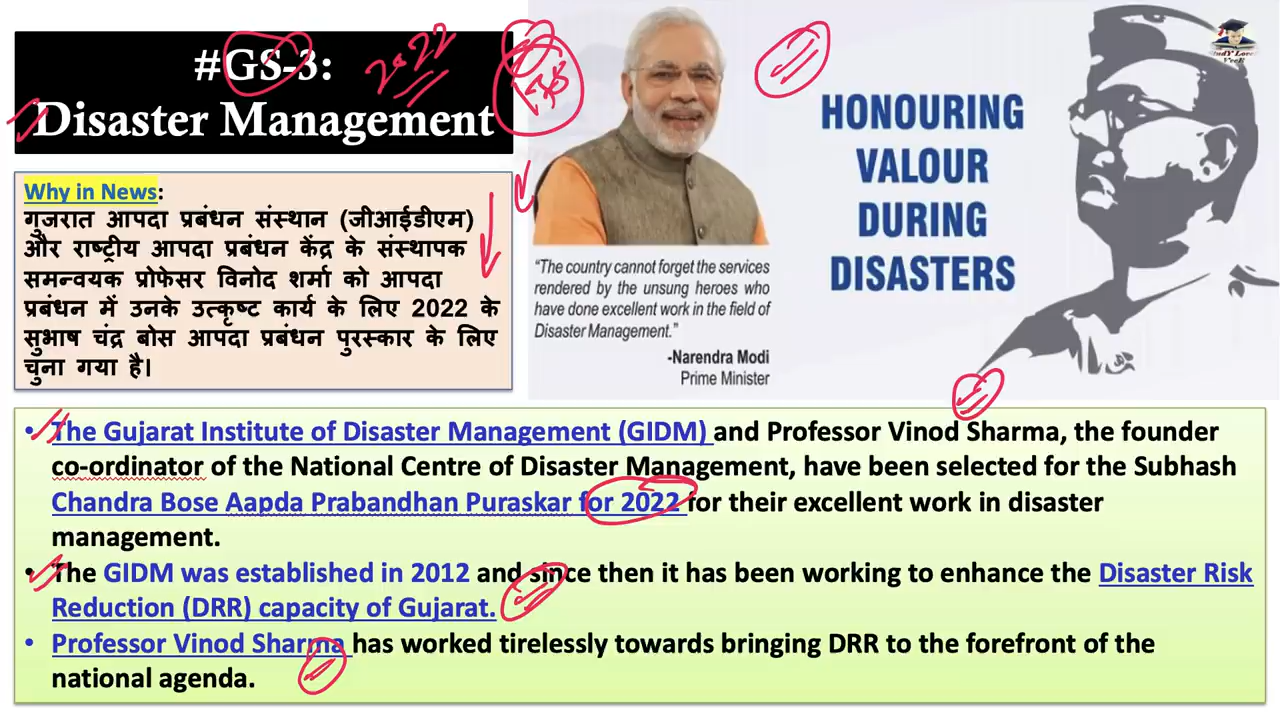 #GS-3:
Disaster Management
2022
Why in News:
गुजरात आपदा प्रबंधन संस्थान (जीआईडीएम)
और राष्ट्रीय आपदा प्रबंधन केंद्र के संस्थापक
समन्वयक प्रोफेसर विनोद शर्मा को आपदा
प्रबंधन में उनके उत्कृष्ट कार्य के लिए 2022 के
सुभाष चंद्र बोस आपदा प्रबंधन पुरस्कार के लिए
चुना गया है।
“The country cannot forget the services
rendered by the unsung heroes who
have done excellent work in the field of
Disaster Management.”
-Narendra Modi
Prime Minister
HONOURING
VALOUR
DURING
DISASTERS
• The Gujarat Institute of Disaster Management (GIDM) and Professor Vinod Sharma, the founder
co-ordinator of the National Centre of Disaster Management, have been selected for the Subhash
Chandra Bose Aapda Prabandhan Puraskar for 2022 for their excellent work in disaster
management.
• The GIDM was established in 2012 and since then it has been working to enhance the Disaster Risk
Reduction (DRR) capacity of Gujarat.
• Professor Vinod Sharma has worked tirelessly towards bringing DRR to the forefront of the
national agenda.